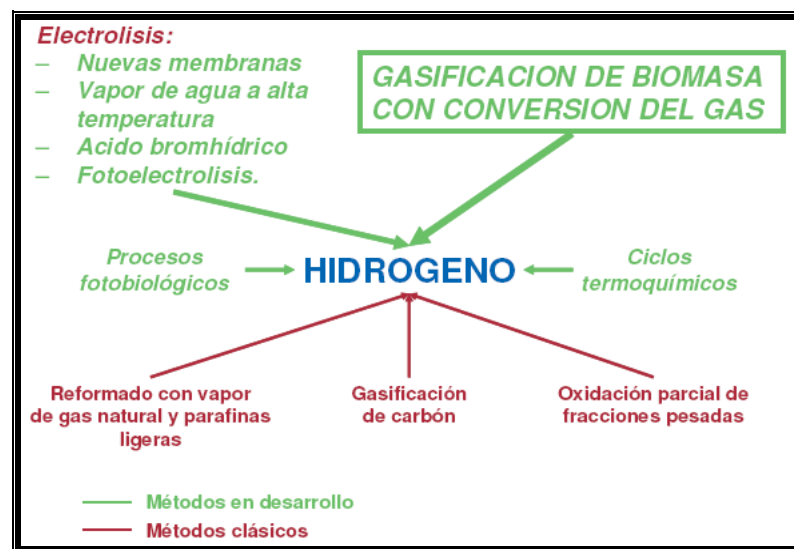 Electrolisis:
– Nuevas membranas
– Vapor de agua a alta
temperatura
– Acido bromhídrico
– Fotoelectrolisis.
GASIFICACION DE BIOMASA
CON CONVERSION DEL GAS
Procesos
fotobiológicos
HIDROGENO
Ciclos
termoquímicos
Reformado con vapor
de gas natural y parafinas
ligeras
Gasificación
de carbón
Oxidación parcial de
fracciones pesadas
Métodos en desarrollo
Métodos clásicos